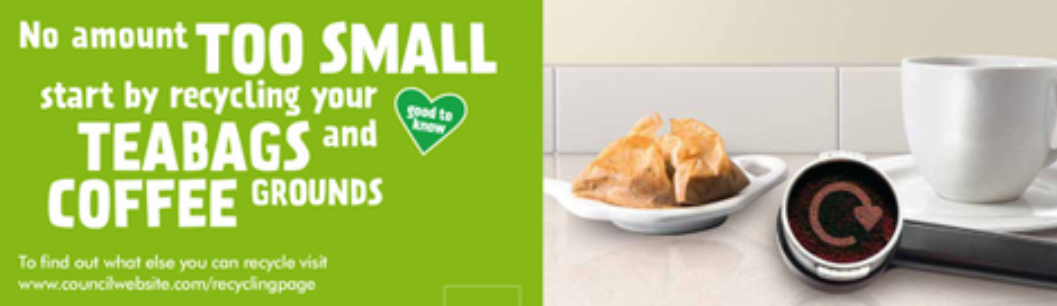 No amount TOO SMALL
start by recycling your
TEABAGS and
COFFEE GROUNDS
good to
know
To find out what else you can recycle visit
www.councilwebsite.com/recyclingpage